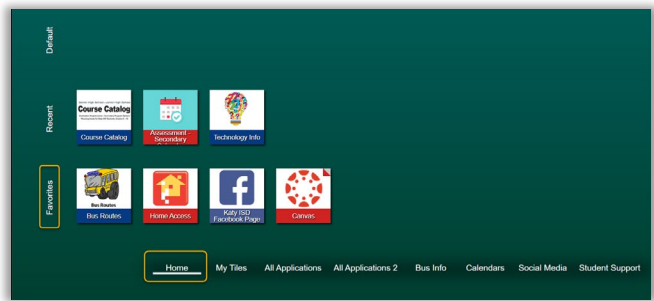 Default
Recent
Course Catalog
Course Catalog
Assessment -
Secondary
Technology Info
Favorites
Bus Routes
Bus Routes
Home Access
Katy ISD
Facebook Page
Canvas
Home
My Tiles
All Applications
All Applications 2
Bus Info
Calendars
Social Media
Student Support